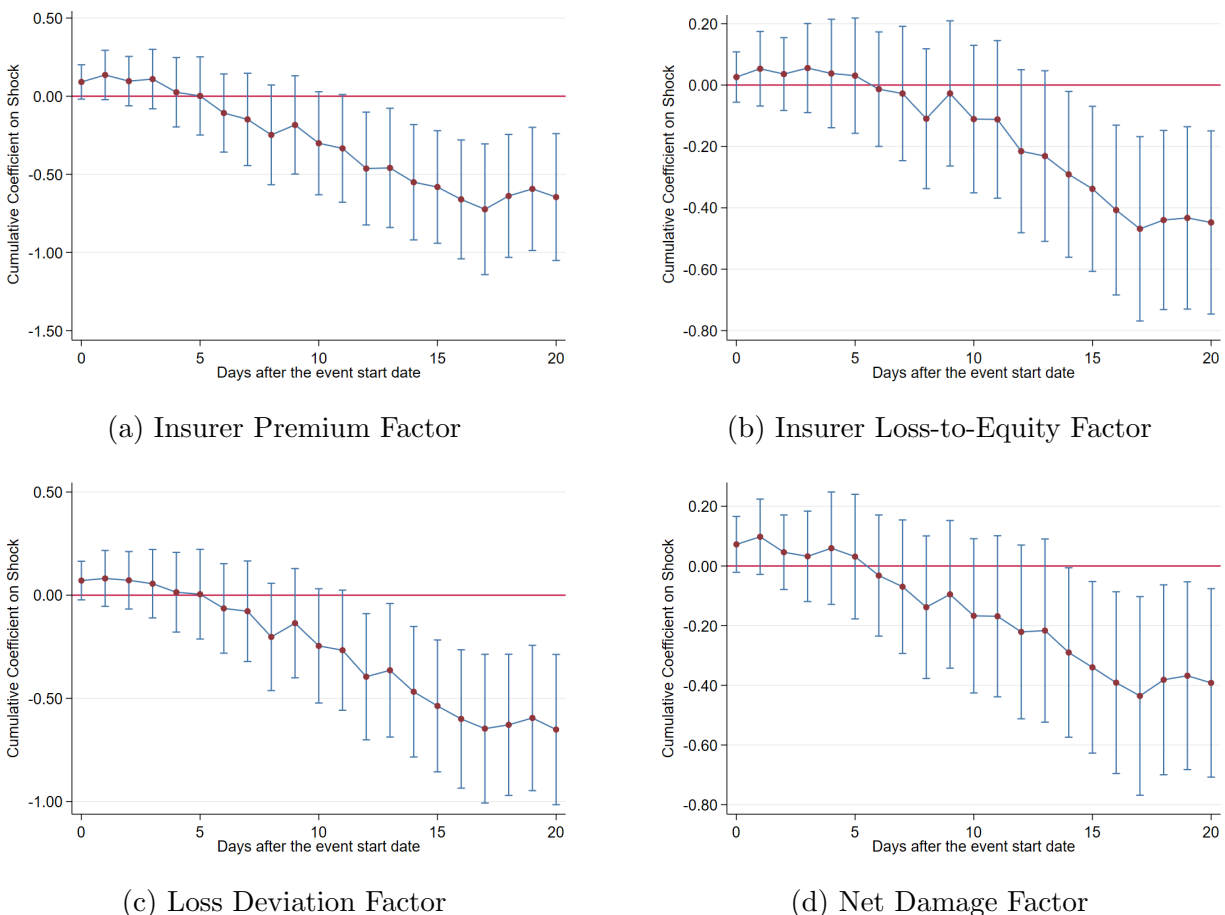 0.50
0.00
-0.50
-1.00
-1.50
Cumulative Coefficient on Shock
0 5 10 15 20
Days after the event start date
(a) Insurer Premium Factor
0.20
0.00
-0.20
-0.40
-0.60
-0.80
Cumulative Coefficient on Shock
0 5 10 15 20
Days after the event start date
(b) Insurer Loss-to-Equity Factor
0.50
0.00
-0.50
-1.00
Cumulative Coefficient on Shock
0 5 10 15 20
Days after the event start date
(c) Loss Deviation Factor
0.20
0.00
-0.20
-0.40
-0.60
-0.80
Cumulative Coefficient on Shock
0 5 10 15 20
Days after the event start date
(d) Net Damage Factor